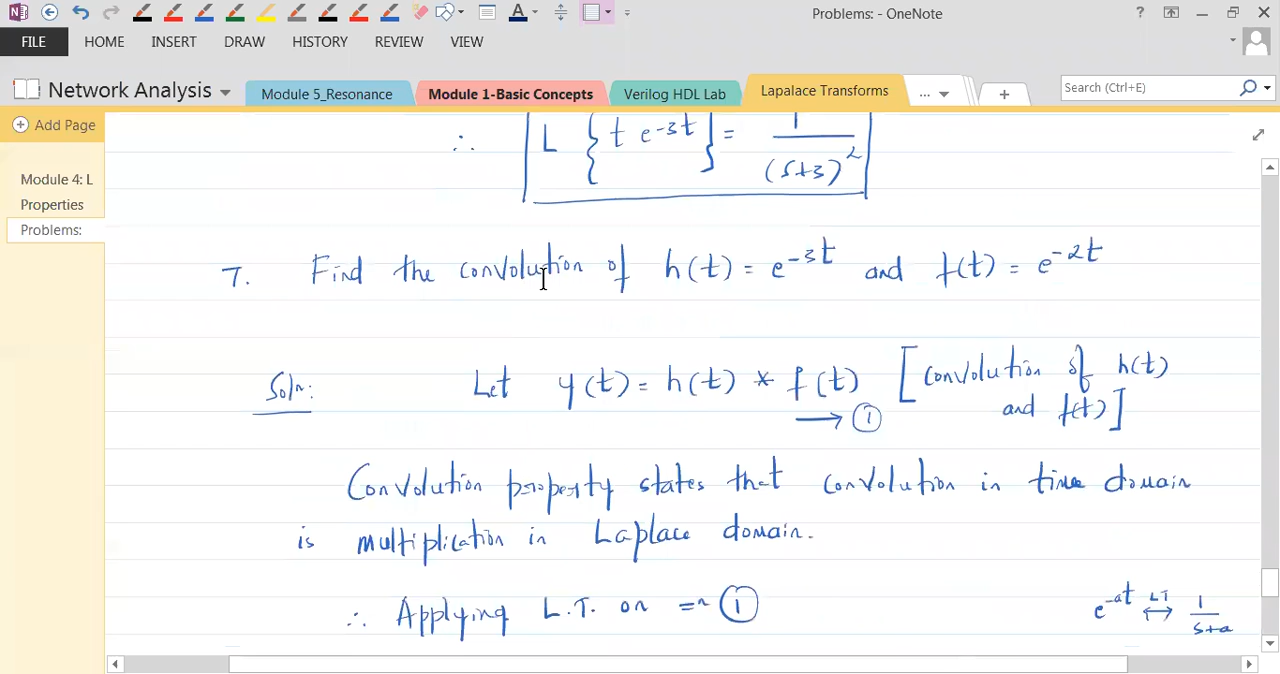 Problems: - OneNote
FILE HOME INSERT DRAW HISTORY REVIEW VIEW
Network Analysis Module 5_Resonance Module 1-Basic Concepts Verilog HDL Lab Lapalace Transforms ... + Search (Ctrl+E)
Add Page
Module 4: L
Properties
Problems:
∴ L { t e^-3t } = 1/(s+3)^2
7. Find the convolution of h(t) = e^-3t and f(t) = e^-2t
Soln: Let y(t) = h(t) * f(t) [convolution of h(t)
→ ① and f(t)]
Convolution property states that convolution in time domain
is multiplication in Laplace domain.
∴ Applying L.T. on =n ①
e^-at ↔LT 1/s+a